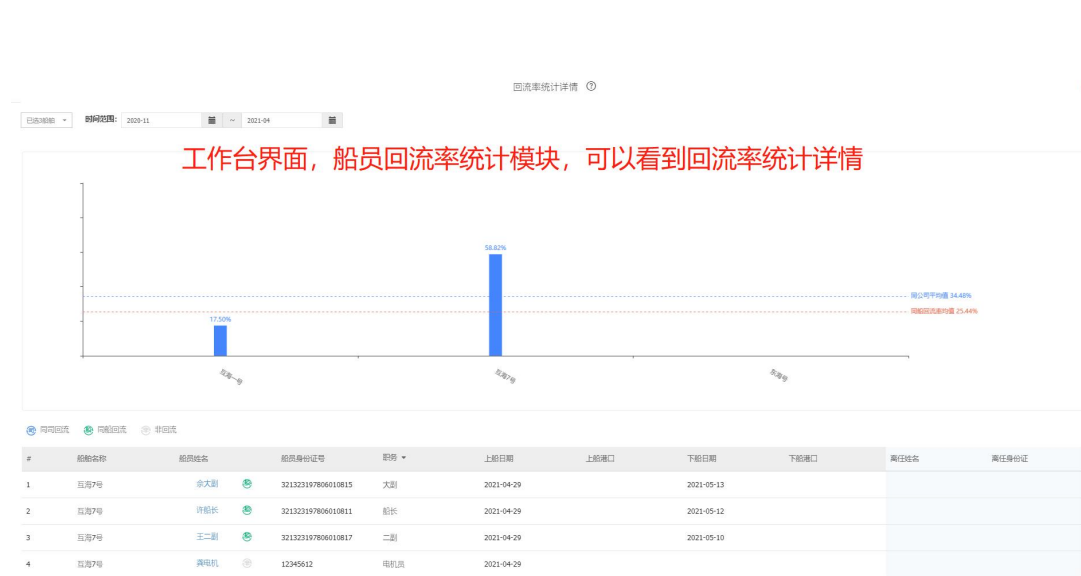 回流率统计详情
时间范围： 2020-11 ~ 2021-04
工作台界面，船员回流率统计模块，可以看到回流率统计详情
58.82%
同公司平均值 34.48%
同船回流率均值 25.44%
17.50%
互海一号 互海7号 东海号
同司回流 同船回流 非回流
# 船舶名称 船员姓名 船员身份证号 职务 上船日期 上船港口 下船日期 下船港口 离任姓名 离任身份证
1 互海7号 余大副 321323197806010815 大副 2021-04-29 2021-05-13
2 互海7号 许船长 321323197806010811 船长 2021-04-29 2021-05-12
3 互海7号 王二副 321323197806010817 二副 2021-04-29 2021-05-10
4 互海7号 龚电机 12345612 电机员 2021-04-29